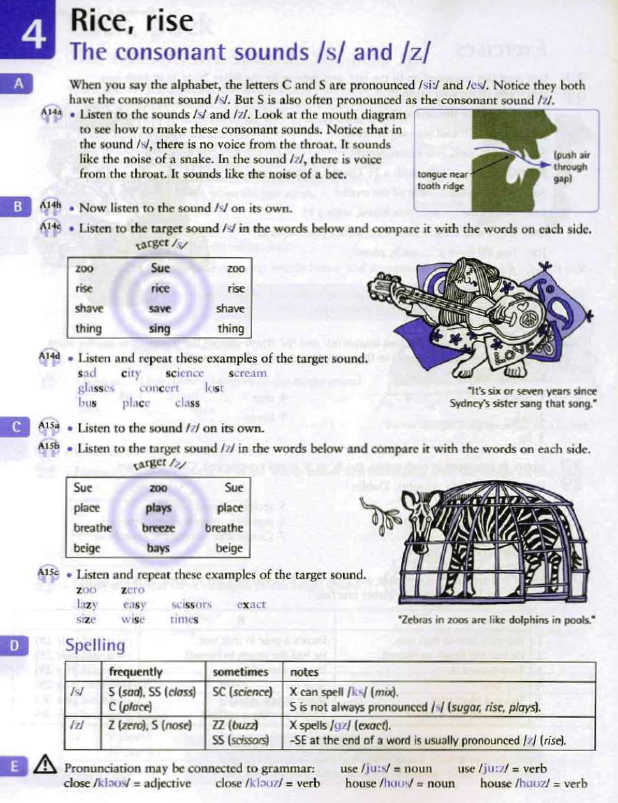 4
Rice, rise
The consonant sounds /s/ and /z/
A
When you say the alphabet, the letters C and S are pronounced /siː/ and /es/. Notice they both
have the consonant sound /s/. But S is also often pronounced as the consonant sound /z/.
A14a • Listen to the sounds /s/ and /z/. Look at the mouth diagram
to see how to make these consonant sounds. Notice that in
the sound /s/, there is no voice from the throat. It sounds
like the noise of a snake. In the sound /z/, there is voice
from the throat. It sounds like the noise of a bee.
tongue near
tooth ridge
(push air
through
gap)
B
A14b • Now listen to the sound /s/ on its own.
A14c • Listen to the target sound /s/ in the words below and compare it with the words on each side.
target /s/
zoo Sue zoo
rise rice rise
shave save shave
thing sing thing
LOVE
"It's six or seven years since
Sydney's sister sang that song."
A14d • Listen and repeat these examples of the target sound.
sad city science scream
glasses concert lost
bus place class
C
A15a • Listen to the sound /z/ on its own.
A15b • Listen to the target sound /z/ in the words below and compare it with the words on each side.
target /z/
Sue zoo Sue
place plays place
breathe breeze breathe
beige bays beige
"Zebras in zoos are like dolphins in pools."
A15c • Listen and repeat these examples of the target sound.
zoo zero
lazy easy scissors exact
size wise times
D
Spelling
frequently sometimes notes
/s/ S (sad), SS (class) SC (science) X can spell /ks/ (mix).
C (place) S is not always pronounced /s/ (sugar, rise, plays).
/z/ Z (zero), S (nose) ZZ (buzz) X spells /gz/ (exact).
SS (scissors) -SE at the end of a word is usually pronounced /z/ (rise).
E
Pronunciation may be connected to grammar: use /juːs/ = noun use /juːz/ = verb
close /kləʊs/ = adjective close /kləʊz/ = verb house /haʊs/ = noun house /haʊz/ = verb